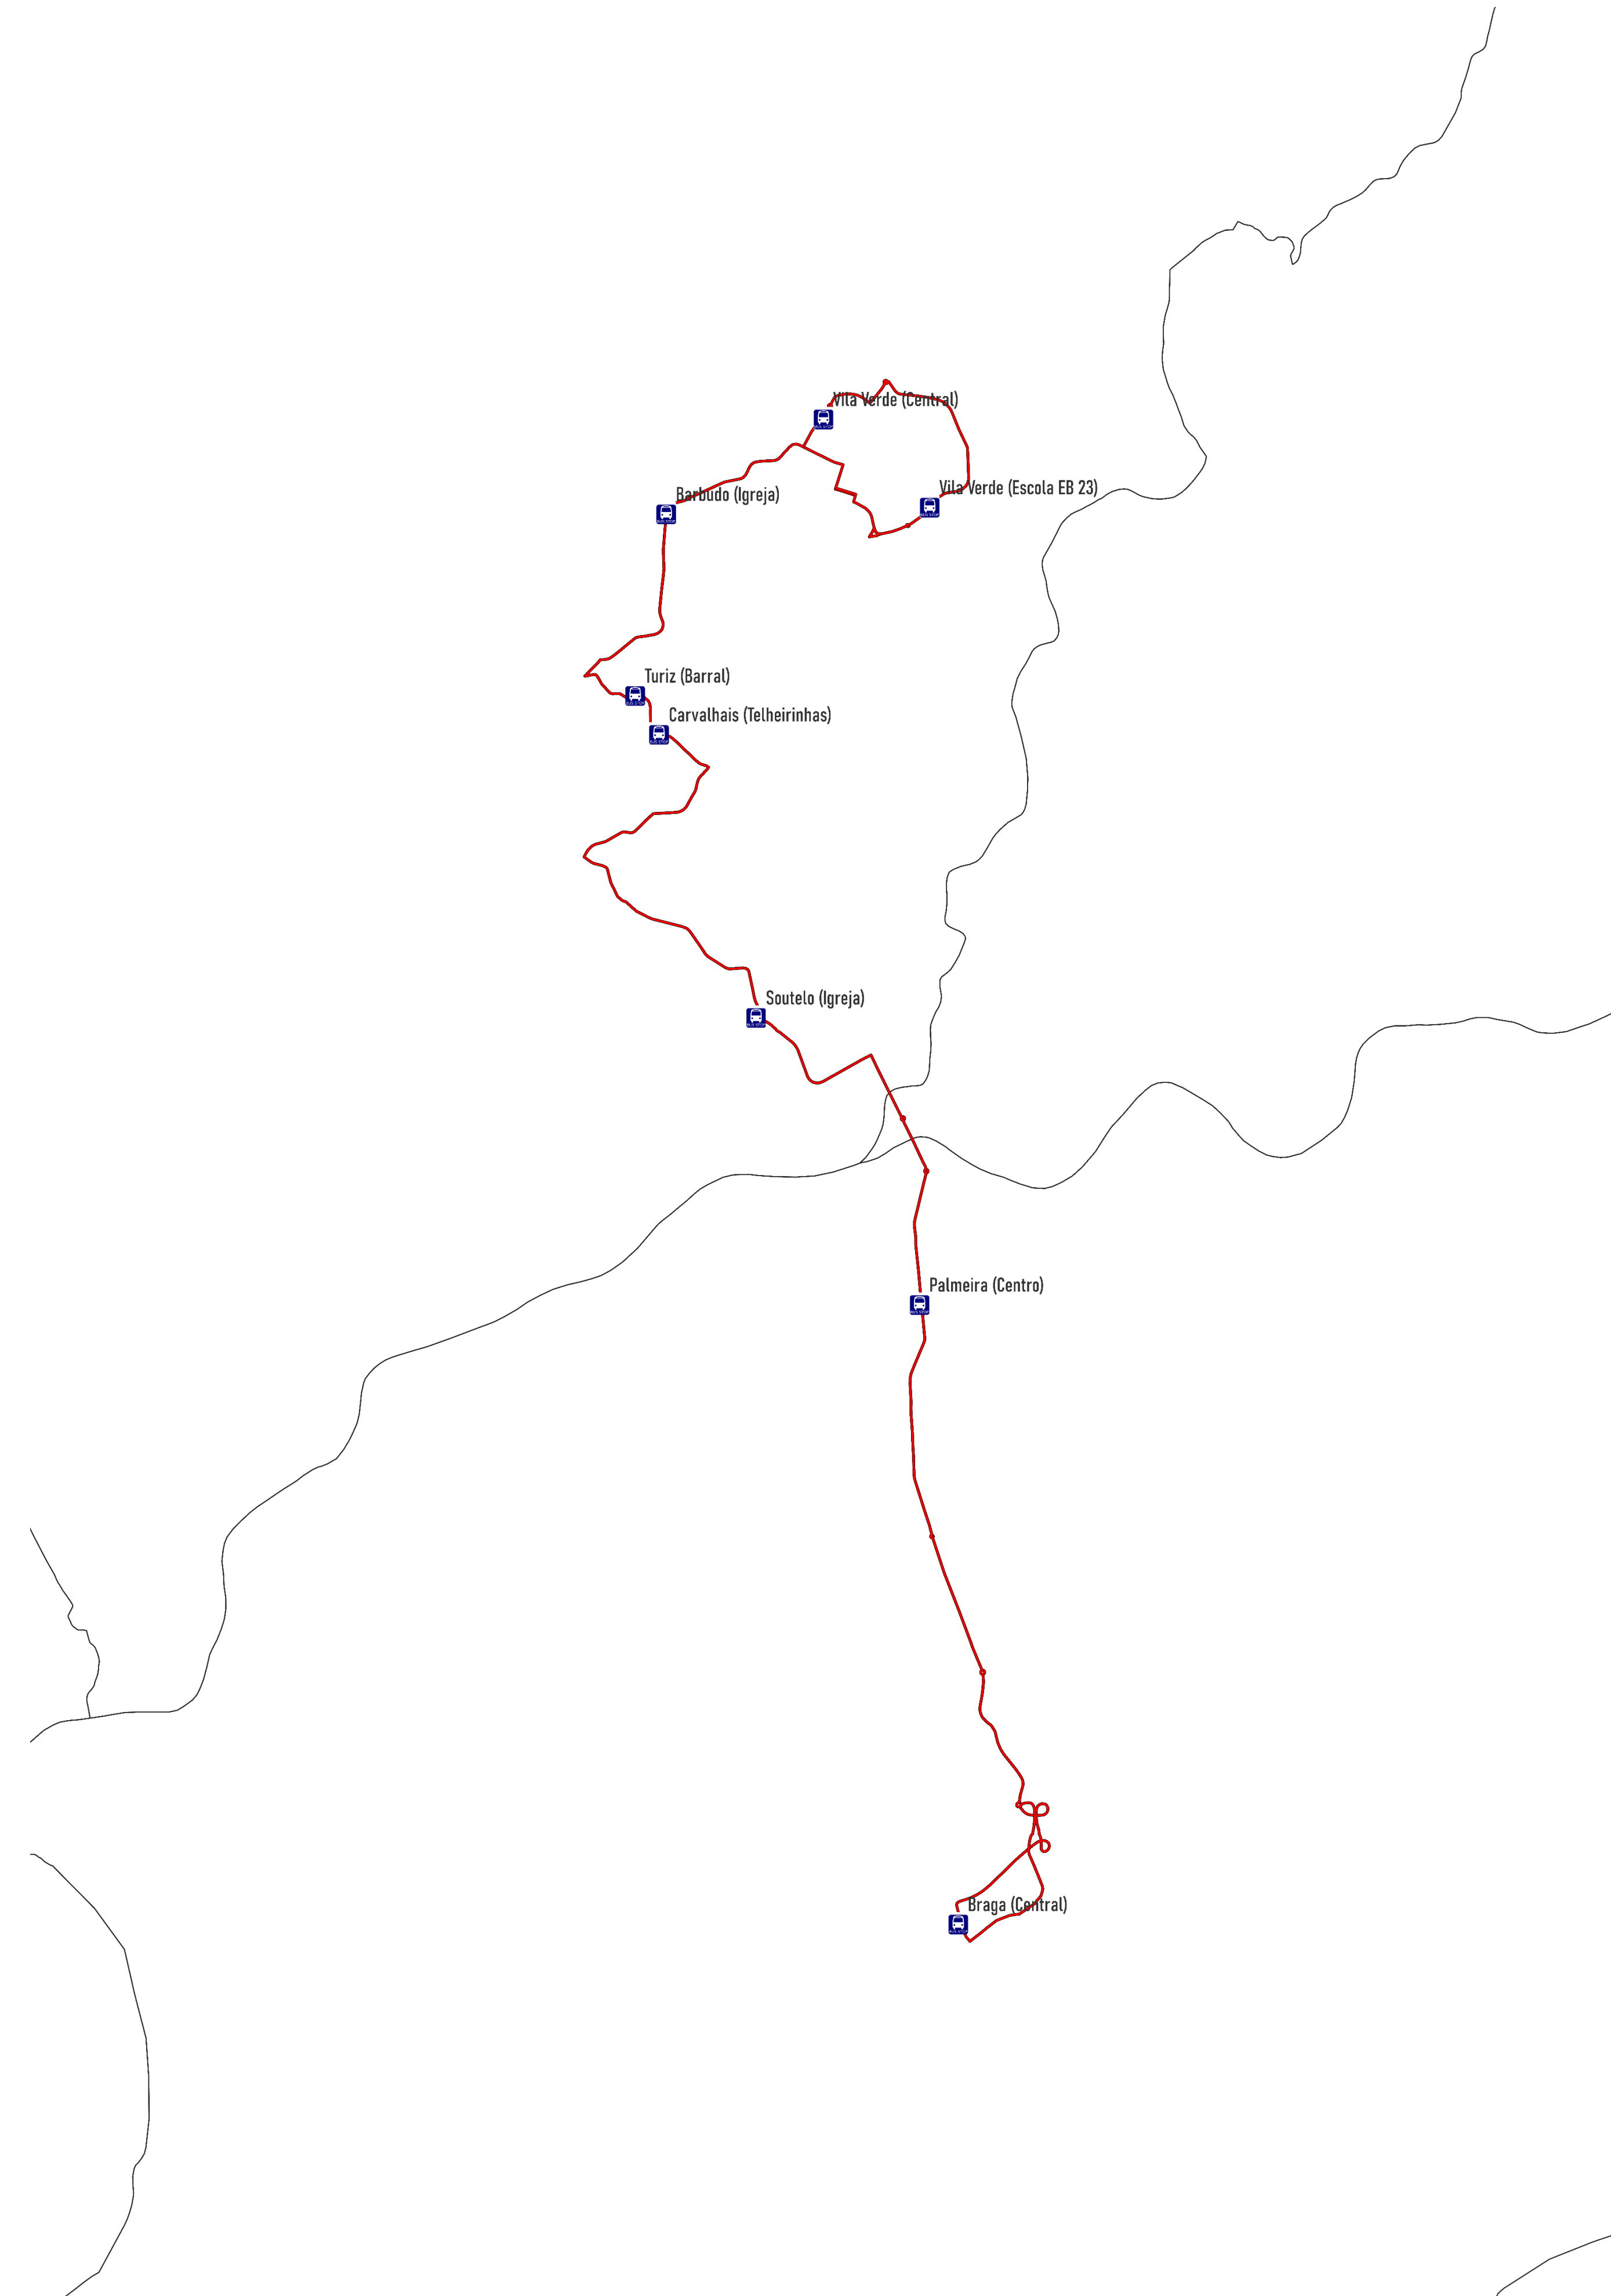 Vila Verde (Central)
Vila Verde (Escola EB 23)
Barbudo (Igreja)
Turiz (Barral)
Carvalhais (Telheirinhas)
Soutelo (Igreja)
Palmeira (Centro)
Braga (Central)